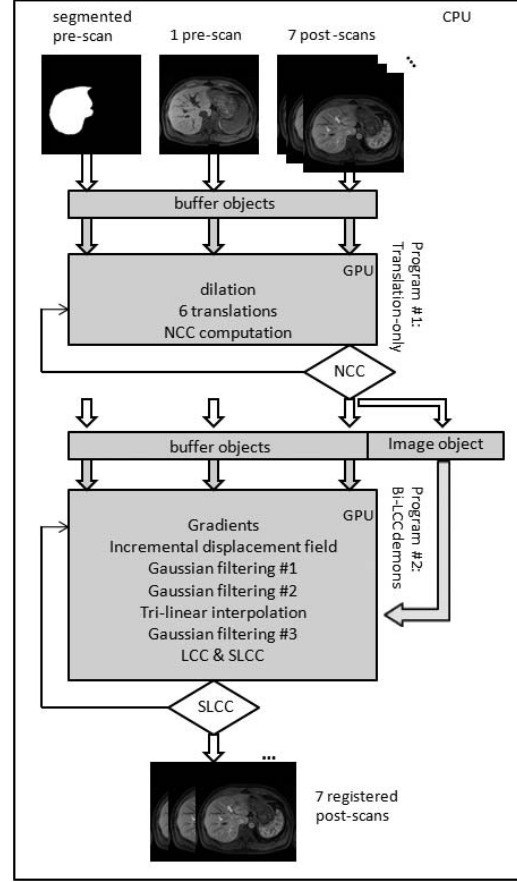 segmented
pre-scan
1 pre-scan
7 post-scans
CPU
...
buffer objects
GPU
dilation
6 translations
NCC computation
Program #1:
Translation-only
NCC
buffer objects
Image object
GPU
Gradients
Incremental displacement field
Gaussian filtering #1
Gaussian filtering #2
Tri-linear interpolation
Gaussian filtering #3
LCC & SLCC
Program #2:
Bi-LCC demons
SLCC
...
7 registered
post-scans